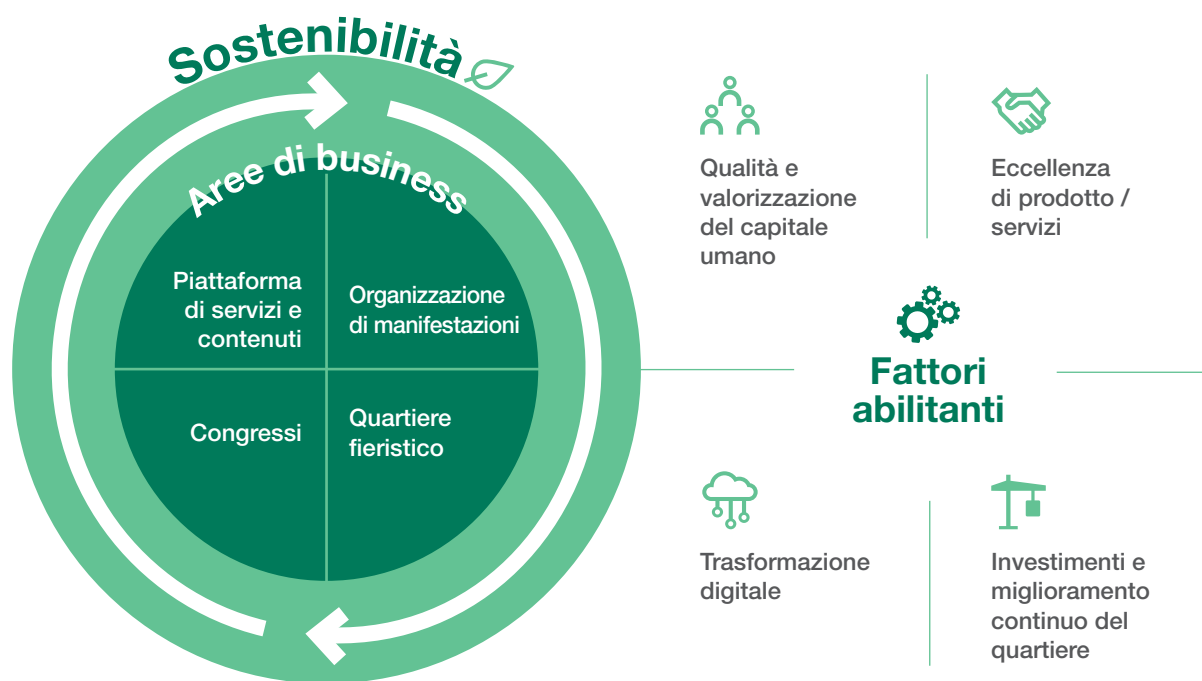 Sostenibilità
Aree di business
Piattaforma
di servizi e
contenuti
Organizzazione
di manifestazioni
Congressi
Quartiere
fieristico
Qualità e
valorizzazione
del capitale
umano
Eccellenza
di prodotto /
servizi
Fattori
abilitanti
Trasformazione
digitale
Investimenti e
miglioramento
continuo del
quartiere